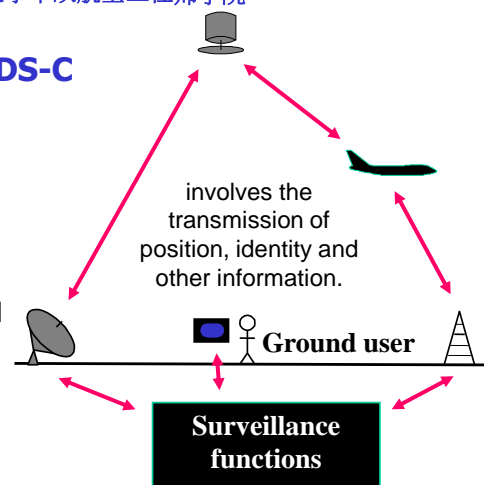 DS-C
involves the
transmission of
position, identity and
other information.
Ground user
Surveillance
functions